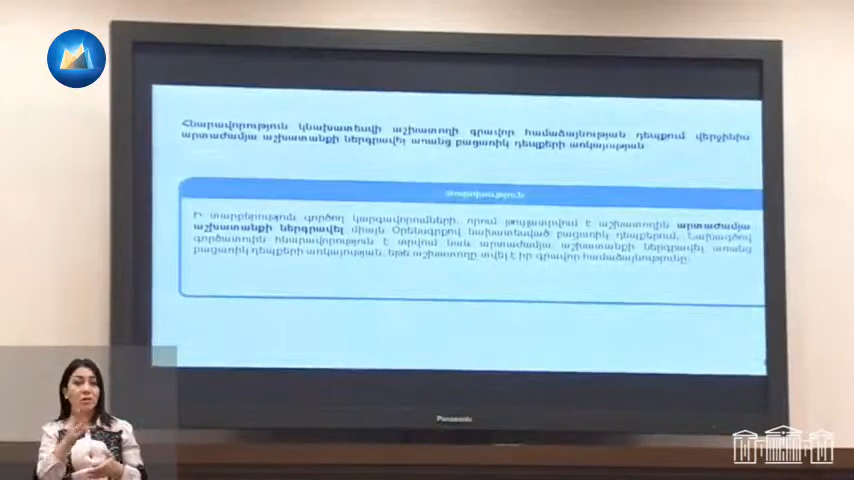 Հնարավորություն կնախատեսվի աշխատողի գրավոր համաձայնության դեպքում վերջինիս
արտաժամյա աշխատանքի ներգրավել առանց բացառիկ դեպքերի առկայության
Ի տարբերություն գործող կարգավորումների, որում թույլատրվում է աշխատողին արտաժամյա
աշխատանքի ներգրավել միայն Օրենսգրքով նախատեսված բացառիկ դեպքերում, Նախագծով
գործատուին հնարավորություն է տրվում նաև արտաժամյա աշխատանքի ներգրավել առանց
բացառիկ դեպքերի առկայության, եթե աշխատողը տվել է իր գրավոր համաձայնությունը:
Panasonic